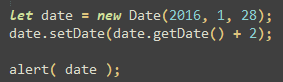 let date = new Date(2016, 1, 28);
date.setDate(date.getDate() + 2);
alert( date );